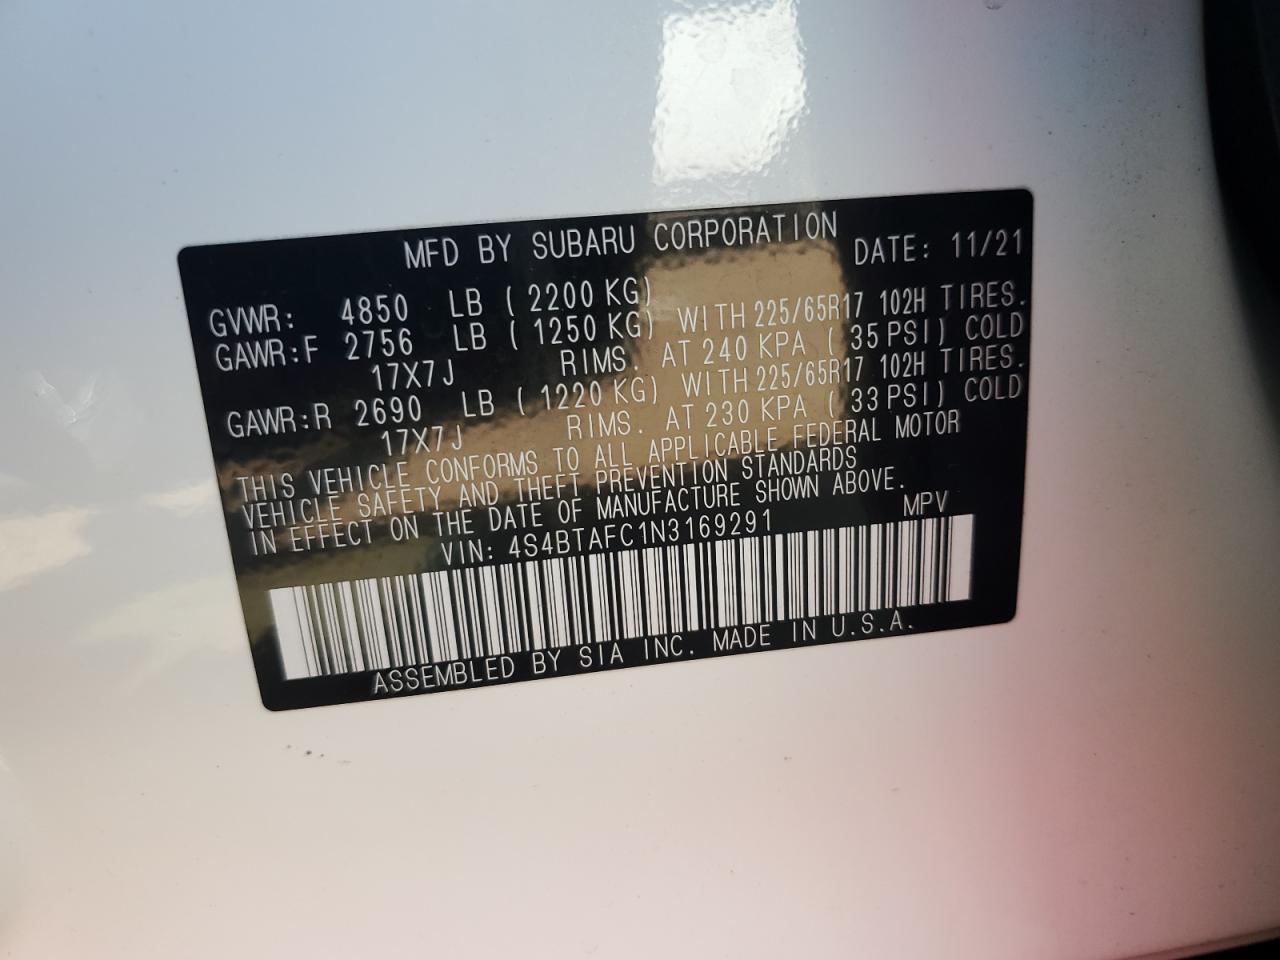 MFD BY SUBARU CORPORATION DATE: 11/21
GVWR: 4850 LB ( 2200 KG)
GAWR:F 2756 LB ( 1250 KG) WITH 225/65R17 102H TIRES.
17X7J RIMS. AT 240 KPA ( 35 PSI) COLD
GAWR:R 2690 LB ( 1220 KG) WITH 225/65R17 102H TIRES.
17X7J RIMS. AT 230 KPA ( 33 PSI) COLD
THIS VEHICLE CONFORMS TO ALL APPLICABLE FEDERAL MOTOR
VEHICLE SAFETY AND THEFT PREVENTION STANDARDS
IN EFFECT ON THE DATE OF MANUFACTURE SHOWN ABOVE.
VIN: 4S4BTAFC1N3169291 MPV
ASSEMBLED BY SIA INC. MADE IN U.S.A.